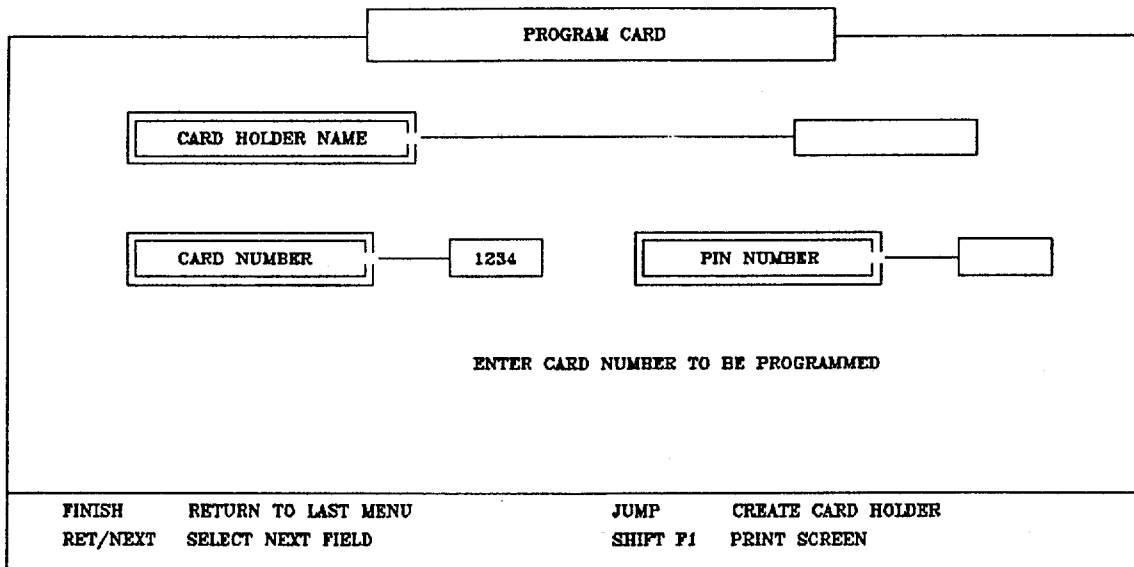 PROGRAM CARD
CARD HOLDER NAME
CARD NUMBER 1234 PIN NUMBER
ENTER CARD NUMBER TO BE PROGRAMMED
FINISH RETURN TO LAST MENU JUMP CREATE CARD HOLDER
RET/NEXT SELECT NEXT FIELD SHIFT F1 PRINT SCREEN